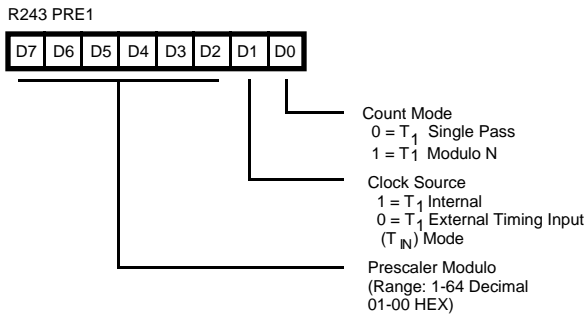 R243 PRE1
D7 D6 D5 D4 D3 D2 D1 D0
Count Mode
0 = T1 Single Pass
1 = T1 Modulo N
Clock Source
1 = T1 Internal
0 = T1 External Timing Input
(TIN) Mode
Prescaler Modulo
(Range: 1-64 Decimal
01-00 HEX)